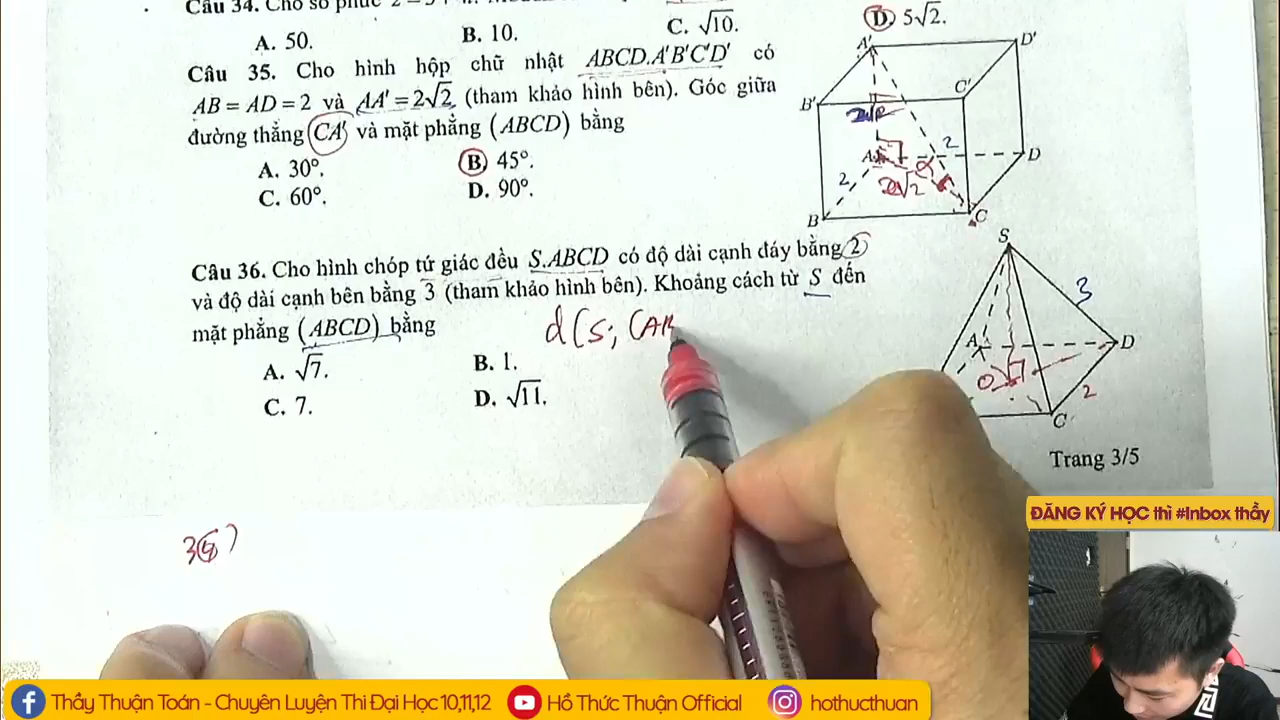 Câu 34. Cho số phức
A. 50.
B. 10.
C. √10.
D. 5√2.
Câu 35. Cho hình hộp chữ nhật ABCD.A'B'C'D' có
AB = AD = 2 và AA' = 2√2 (tham khảo hình bên). Góc giữa
đường thẳng CA' và mặt phẳng (ABCD) bằng
A. 30°.
B. 45°.
C. 60°.
D. 90°.
A'
D'
B'
C'
2√2
A
2
D
2
2√2
α
B
C
Câu 36. Cho hình chóp tứ giác đều S.ABCD có độ dài cạnh đáy bằng 2
và độ dài cạnh bên bằng 3 (tham khảo hình bên). Khoảng cách từ S đến
mặt phẳng (ABCD) bằng
d(S; (AB
A. √7.
B. 1.
C. 7.
D. √11.
S
3
A
D
O
2
C
Trang 3/5
ĐĂNG KÝ HỌC thì #Inbox thầy
Thầy Thuận Toán - Chuyên Luyện Thi Đại Học 10,11,12
Hồ Thức Thuận Official
hothucthuan